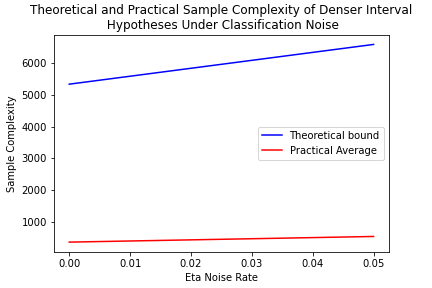 Theoretical and Practical Sample Complexity of Denser Interval
Hypotheses Under Classification Noise
Sample Complexity
6000
5000
4000
3000
2000
1000
Theoretical bound
Practical Average
0.00 0.01 0.02 0.03 0.04 0.05
Eta Noise Rate